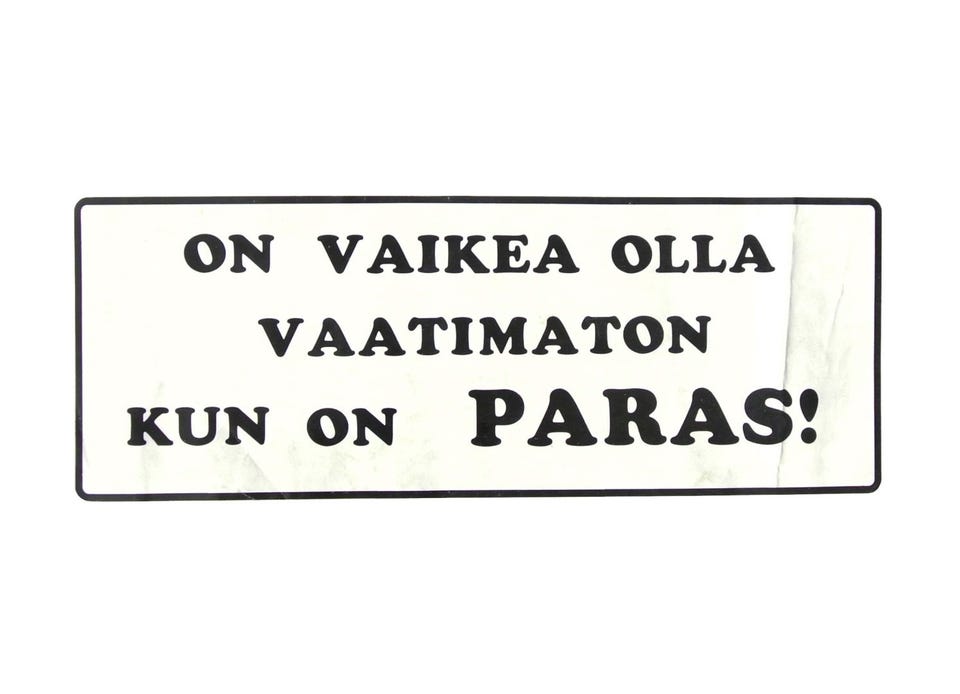 ON VAIKEA OLLA
VAATIMATON
KUN ON PARAS!